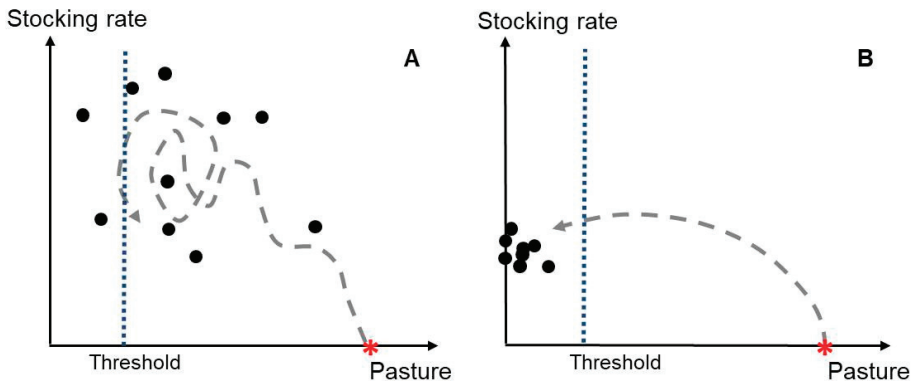 Stocking rate
A
Threshold
Pasture
Stocking rate
B
Threshold
Pasture